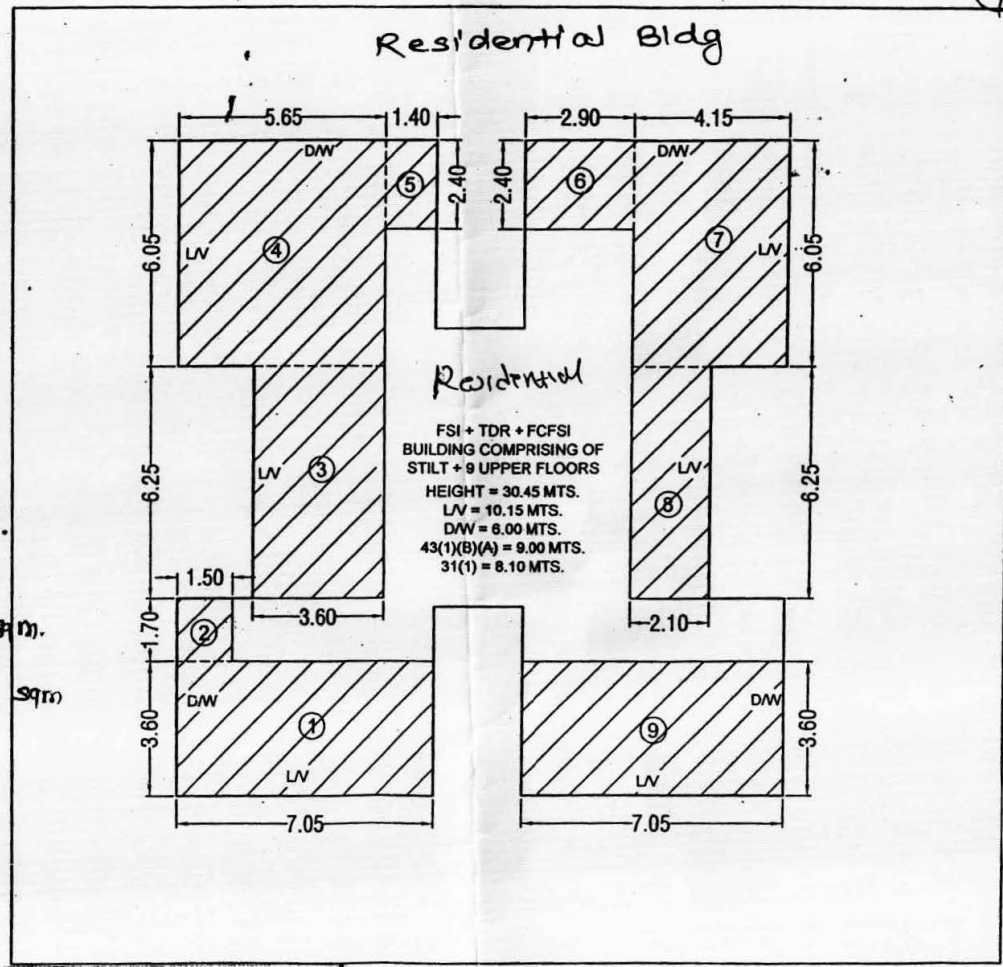 Residential Bldg
5.65
1.40
2.90
4.15
D/W
D/W
⑤
2.40
2.40
⑥
④
L/V
⑦
L/V
6.05
6.05
Residential
FSI + TDR + FCFSI
BUILDING COMPRISING OF
STILT + 9 UPPER FLOORS
HEIGHT = 30.45 MTS.
L/V = 10.15 MTS.
D/W = 6.00 MTS.
43(1)(B)(A) = 9.00 MTS.
31(1) = 8.10 MTS.
6.25
L/V
③
L/V
⑧
6.25
1.50
3.60
2.10
1.70
②
sqm
D/W
①
L/V
3.60
D/W
⑨
L/V
3.60
7.05
7.05